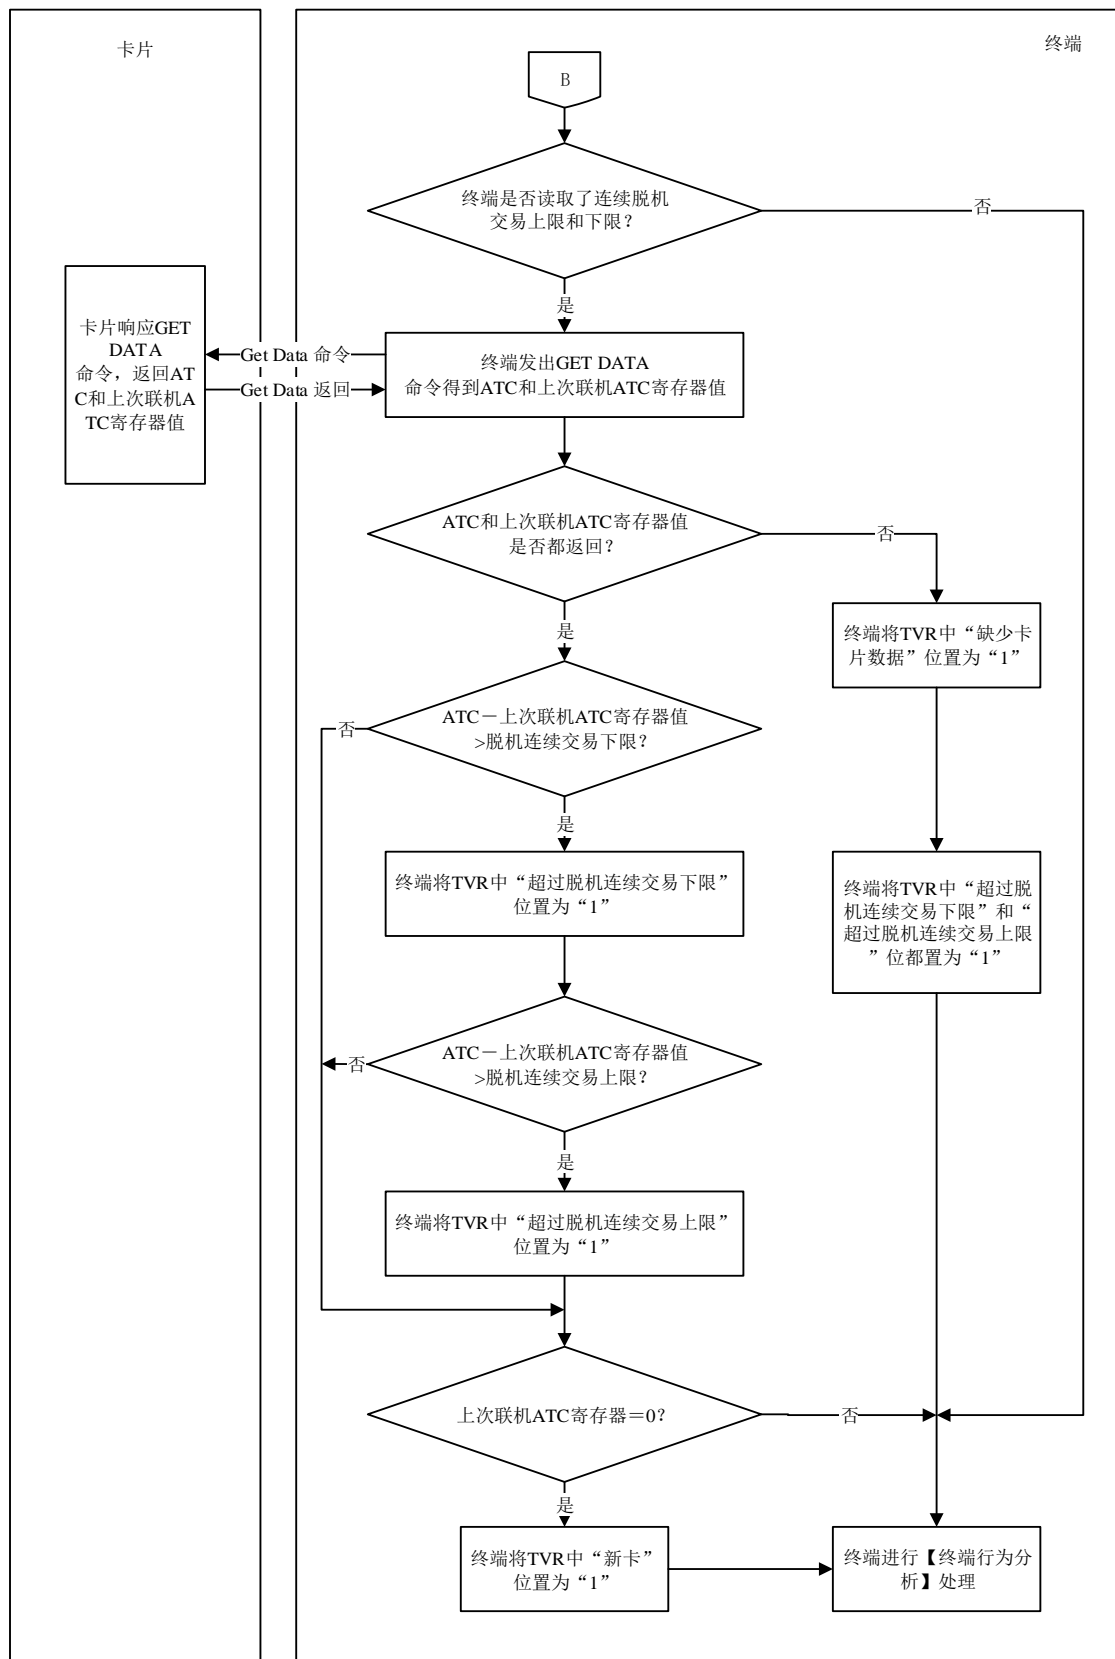 卡片
终端
B
终端是否读取了连续脱机
交易上限和下限？
否
是
卡片响应GET
DATA
命令，返回AT
C和上次联机A
TC寄存器值
Get Data 命令
Get Data 返回
终端发出GET DATA
命令得到ATC和上次联机ATC寄存器值
ATC和上次联机ATC寄存器值
是否都返回？
否
是
终端将TVR中“缺少卡
片数据”位置为“1”
ATC－上次联机ATC寄存器值
>脱机连续交易下限？
否
是
终端将TVR中“超过脱机连续交易下限”
位置为“1”
终端将TVR中“超过脱
机连续交易下限”和“
超过脱机连续交易上限
”位都置为“1”
ATC－上次联机ATC寄存器值
>脱机连续交易上限？
否
是
终端将TVR中“超过脱机连续交易上限”
位置为“1”
上次联机ATC寄存器＝0？
否
是
终端将TVR中“新卡”
位置为“1”
终端进行【终端行为分
析】处理